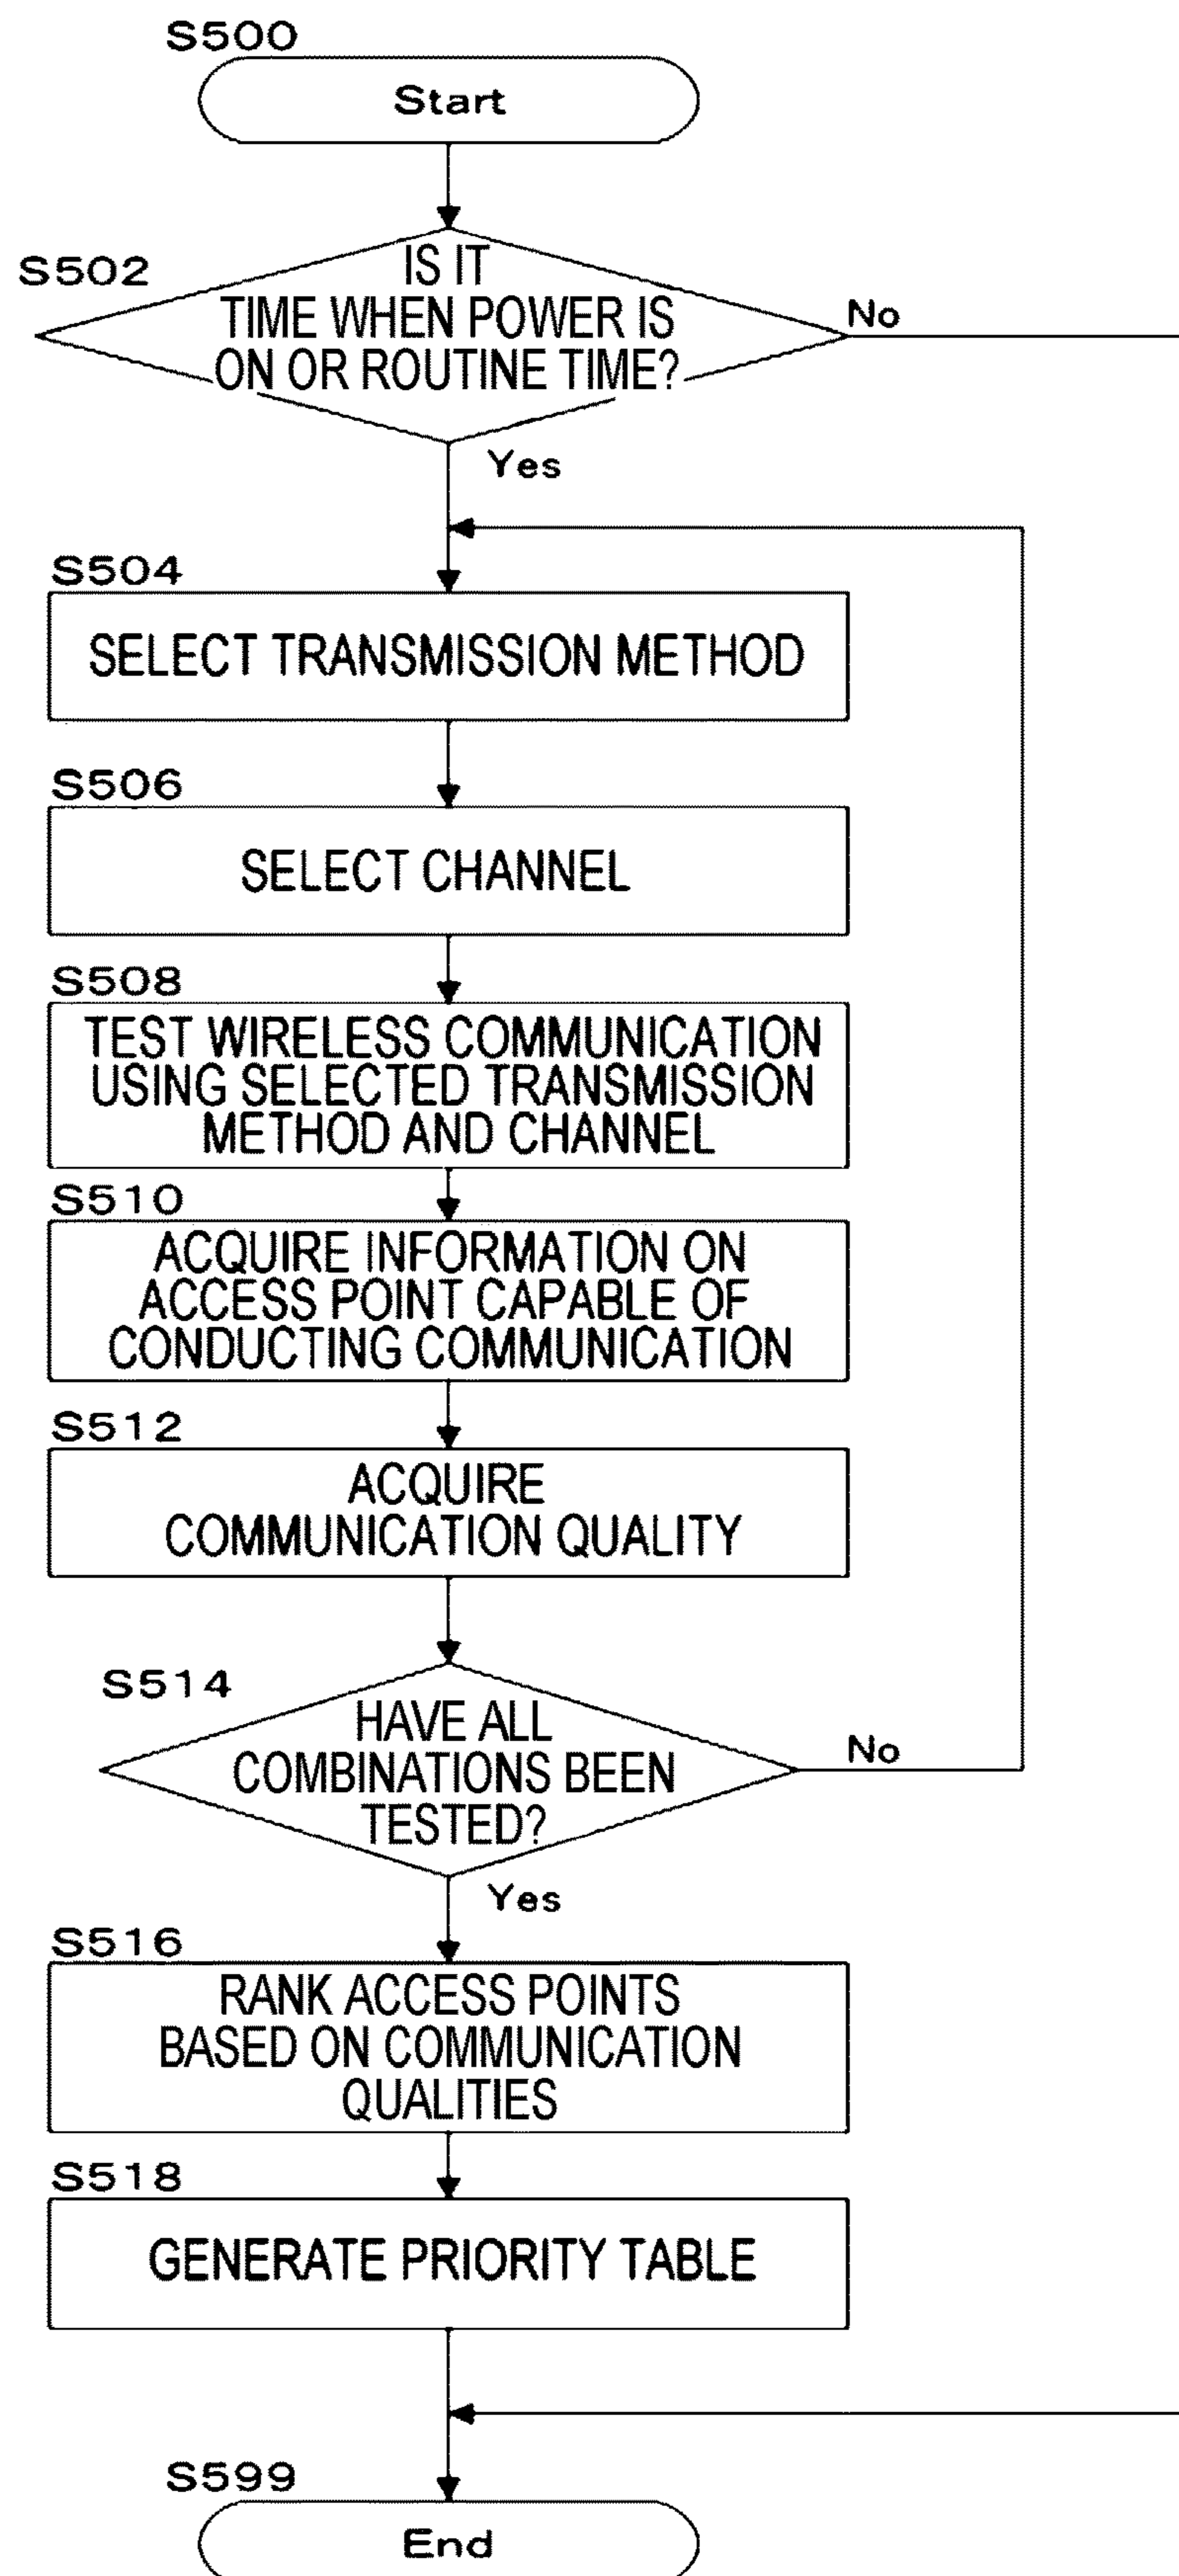 S500
Start
S502
IS IT
TIME WHEN POWER IS
ON OR ROUTINE TIME?
No
Yes
S504
SELECT TRANSMISSION METHOD
S506
SELECT CHANNEL
S508
TEST WIRELESS COMMUNICATION
USING SELECTED TRANSMISSION
METHOD AND CHANNEL
S510
ACQUIRE INFORMATION ON
ACCESS POINT CAPABLE OF
CONDUCTING COMMUNICATION
S512
ACQUIRE
COMMUNICATION QUALITY
S514
HAVE ALL
COMBINATIONS BEEN
TESTED?
No
Yes
S516
RANK ACCESS POINTS
BASED ON COMMUNICATION
QUALITIES
S518
GENERATE PRIORITY TABLE
S599
End